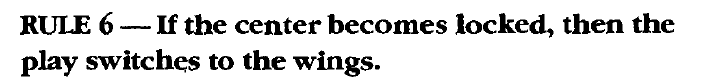 RULE 6 — If the center becomes locked, then the
play switches to the wings.